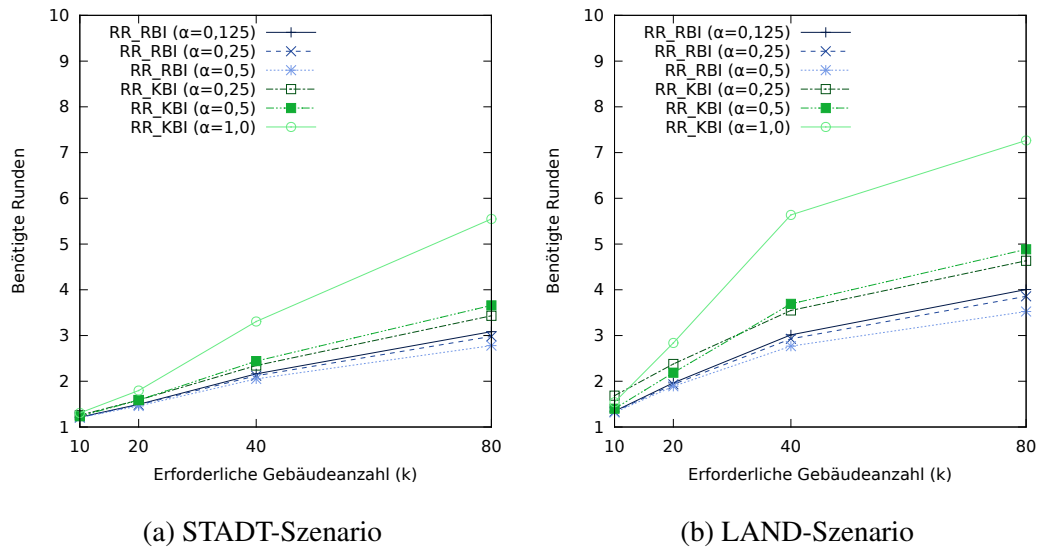 10
9
8
7
6
5
4
3
2
1
Benötigte Runden
RR_RBI (α=0,125)
RR_RBI (α=0,25)
RR_RBI (α=0,5)
RR_KBI (α=0,25)
RR_KBI (α=0,5)
RR_KBI (α=1,0)
10 20 40 80
Erforderliche Gebäudeanzahl (k)
(a) STADT-Szenario
10
9
8
7
6
5
4
3
2
1
Benötigte Runden
RR_RBI (α=0,125)
RR_RBI (α=0,25)
RR_RBI (α=0,5)
RR_KBI (α=0,25)
RR_KBI (α=0,5)
RR_KBI (α=1,0)
10 20 40 80
Erforderliche Gebäudeanzahl (k)
(b) LAND-Szenario